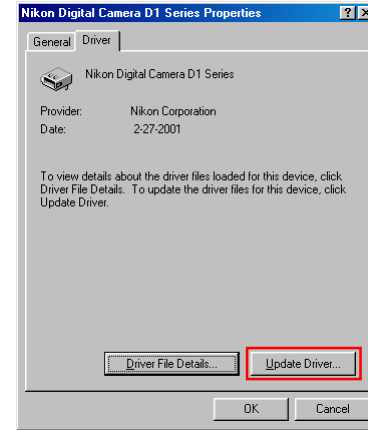 Nikon Digital Camera D1 Series Properties
General Driver
Nikon Digital Camera D1 Series
Provider: Nikon Corporation
Date: 2-27-2001
To view details about the driver files loaded for this device, click
Driver File Details. To update the driver files for this device, click
Update Driver.
Driver File Details... Update Driver...
OK Cancel